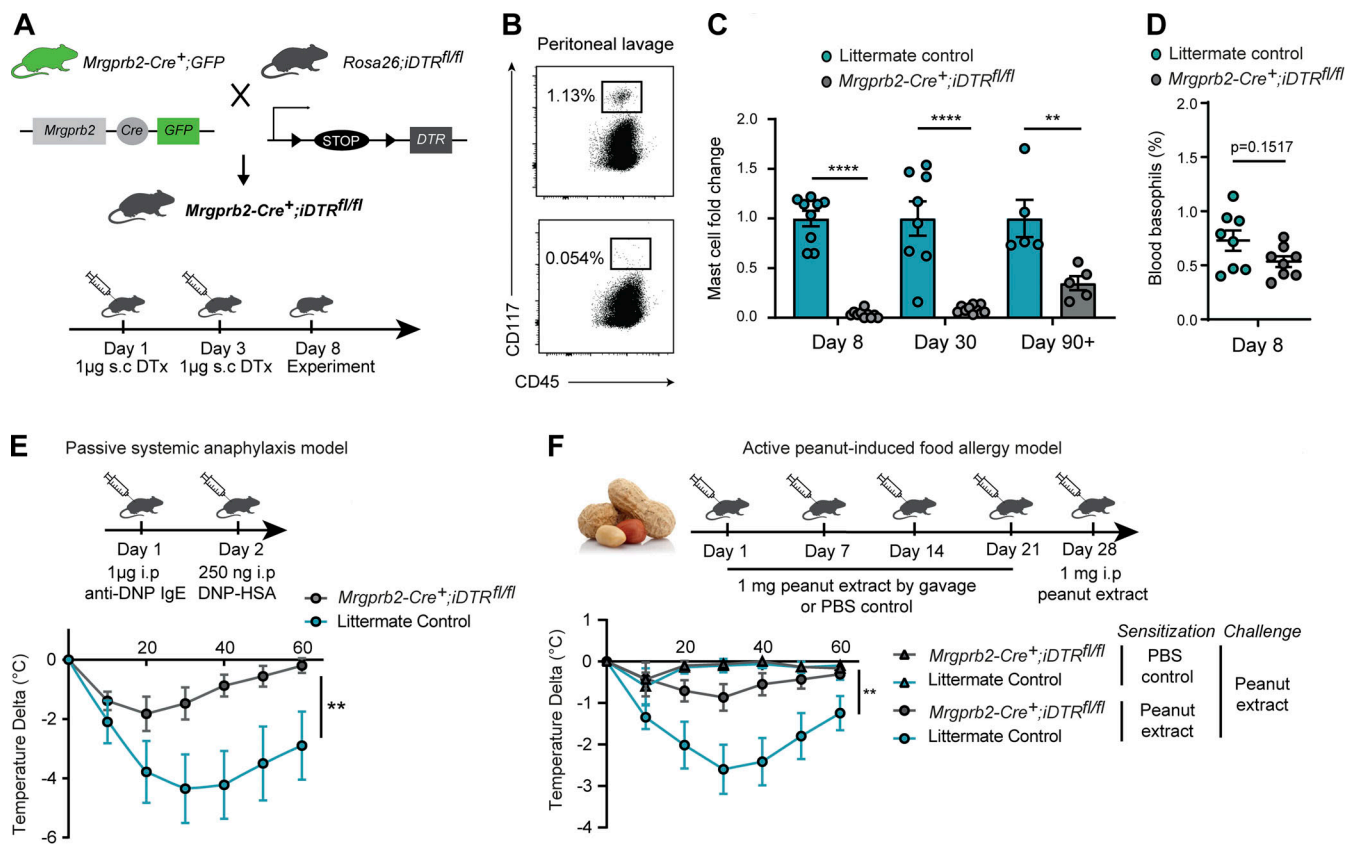 A
Mrgprb2-Cre+;GFP
Rosa26;iDTRfl/fl
Mrgprb2
Cre
GFP
STOP
DTR
Mrgprb2-Cre+;iDTRfl/fl
Day 1
Day 3
Day 8
1µg s.c DTx
1µg s.c DTx
Experiment
B
Peritoneal lavage
1.13%
0.054%
CD117
CD45
C
Littermate control
Mrgprb2-Cre+;iDTRfl/fl
Mast cell fold change
2.0
1.5
1.0
0.5
0.0
****
****
**
Day 8
Day 30
Day 90+
D
Littermate control
Mrgprb2-Cre+;iDTRfl/fl
Blood basophils (%)
2.0
1.5
1.0
0.5
0.0
p=0.1517
Day 8
E
Passive systemic anaphylaxis model
Day 1
Day 2
1µg i.p
250 ng i.p
anti-DNP IgE
DNP-HSA
Mrgprb2-Cre+;iDTRfl/fl
Littermate Control
20
40
60
0
-2
-4
-6
Temperature Delta (°C)
**
F
Active peanut-induced food allergy model
Day 1
Day 7
Day 14
Day 21
Day 28
1 mg peanut extract by gavage
or PBS control
1 mg i.p
peanut extract
20
40
60
0
-1
-2
-3
-4
Temperature Delta (°C)
**
Sensitization
Challenge
Mrgprb2-Cre+;iDTRfl/fl
Littermate Control
PBS
control
Mrgprb2-Cre+;iDTRfl/fl
Littermate Control
Peanut
extract
Peanut
extract